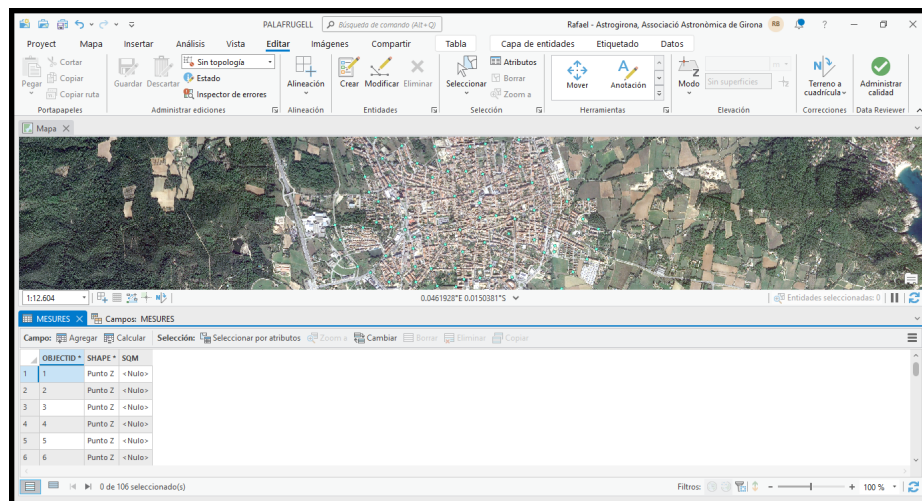 PALAFRUGELL Búsqueda de comando (Alt+Q) Rafael - Astrogirona, Associació Astronòmica de Girona RB ?
Proyect Mapa Insertar Análisis Vista Editar Imágenes Compartir Tabla Capa de entidades Etiquetado Datos
Pegar
Cortar
Copiar
Copiar ruta
Portapapeles
Guardar Descartar
Sin topología
Estado
Inspector de errores
Administrar ediciones
Alineación
Alineación
Crear Modificar Eliminar
Entidades
Seleccionar
Atributos
Borrar
Zoom a
Selección
Mover Anotación
Herramientas
Modo
Sin superficies
m
Elevación
Terreno a
cuadrícula
Correcciones
Administrar
calidad
Data Reviewer
Mapa
1:12.604 0.0461928°E 0.0150381°S Entidades seleccionadas: 0
MESURES Campos: MESURES
Campo: Agregar Calcular Selección: Seleccionar por atributos Zoom a Cambiar Borrar Eliminar Copiar
OBJECTID * SHAPE * SQM
1 1 Punto Z <Nulo>
2 2 Punto Z <Nulo>
3 3 Punto Z <Nulo>
4 4 Punto Z <Nulo>
5 5 Punto Z <Nulo>
6 6 Punto Z <Nulo>
0 de 106 seleccionado(s) Filtros: - + 100 %